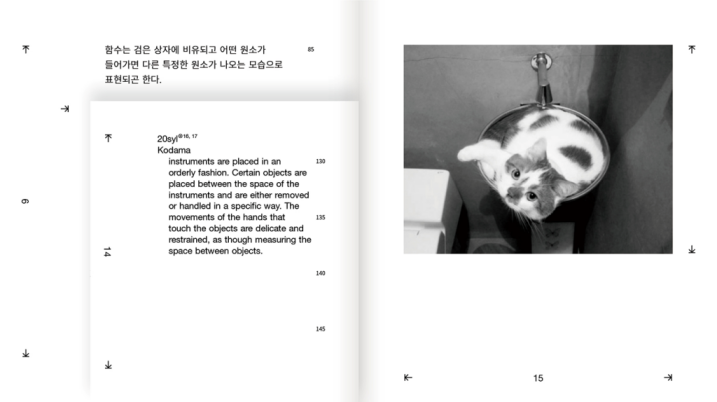 함수는 검은 상자에 비유되고 어떤 원소가 85
들어가면 다른 특정한 원소가 나오는 모습으로
표현되곤 한다.
20syl@16, 17
Kodama
instruments are placed in an 130
orderly fashion. Certain objects are
placed between the space of the
instruments and are either removed
or handled in a specific way. The
movements of the hands that 135
touch the objects are delicate and
restrained, as though measuring the
space between objects.
140
145
9
14
15